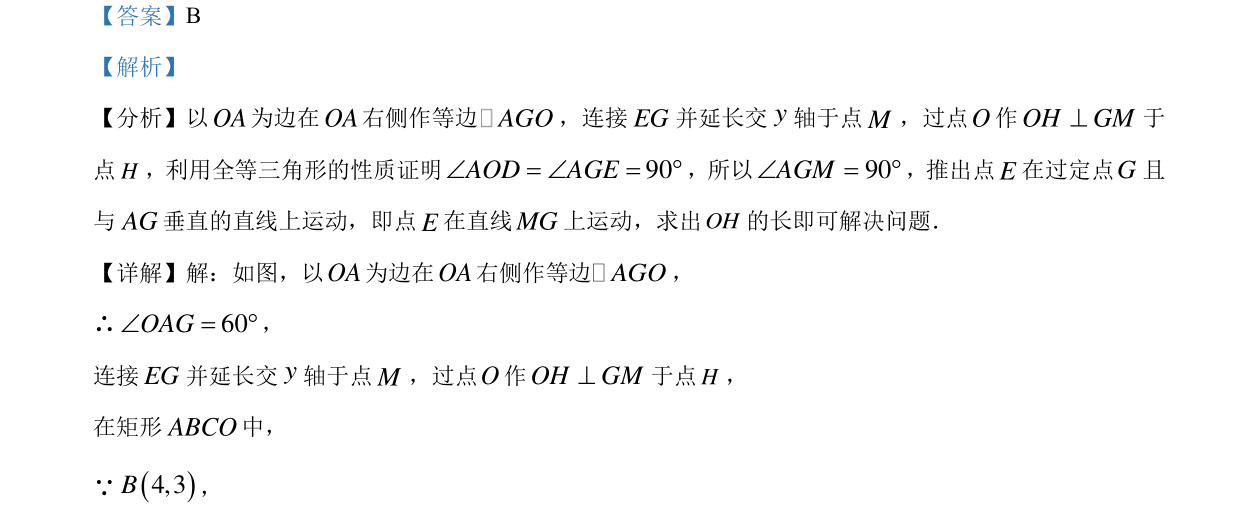 【答案】B
【解析】
【分析】以OA为边在OA右侧作等边□AGO，连接EG并延长交y轴于点M，过点O作OH⊥GM于
点H，利用全等三角形的性质证明∠AOD=∠AGE=90°，所以∠AGM=90°，推出点E在过定点G且
与AG垂直的直线上运动，即点E在直线MG上运动，求出OH的长即可解决问题．
【详解】解：如图，以OA为边在OA右侧作等边□AGO，
∴∠OAG=60°，
连接EG并延长交y轴于点M，过点O作OH⊥GM于点H，
在矩形ABCO中，
∵B(4,3)，